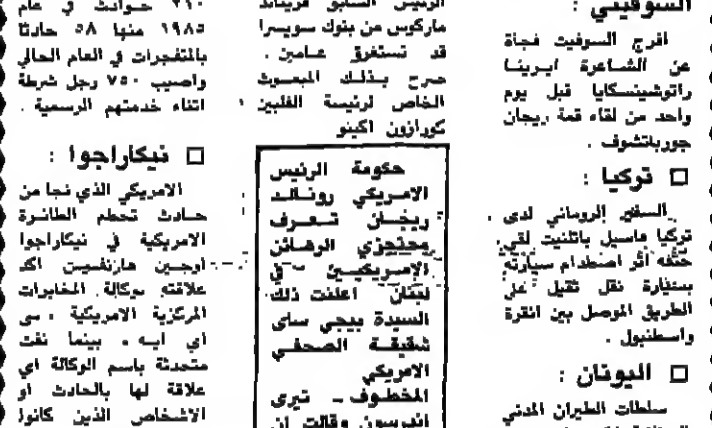 السوفيتي :
افرج السوفيت فجاة
عن الشاعرة ايرينا
راتوشينسكايا قبل يوم
واحد من لقاء قمة ريجان
جورباتشوف .
□ تركيا :
السفير الروماني لدى
تركيا فاسيل باتلنيت لقي
حتفه اثر اصطدام سيارته
بسيارة نقل ثقيل على
الطريق الموصل بين انقرة
واسطنبول .
□ اليونان :
سلطات الطيران المدني
الرئيس السابق فرديناند
ماركوس من بنوك سويسرا
قد تستغرق عامين .
صرح بذلك المبعوث
الخاص لرئيسة الفلبين
كورازون اكينو
حكومة الرئيس
الامريكي رونالد
ريجان تعرف
محتجزي الرهائن
الامريكيين في
لبنان اعلنت ذلك
السيدة بيجي ساى
شقيقة الصحفي
الامريكي
المخطوف - تيرى
اندرسون وقالت ان
حوادث في عام
١٩٨٥ منها ٥٨ حادثا
بالمتفجرات في العام الحالي
واصيب ٧٥٠ رجل شرطة
اثناء خدمتهم الرسمية .
□ نيكاراجوا :
الامريكي الذي نجا من
حادث تحطم الطائرة
الامريكية في نيكاراجوا
اوجين هازنفيس اكد
علاقته بوكالة المخابرات
المركزية الامريكية ، سى
اي ايه ، بينما نفت
متحدثة باسم الوكالة اي
علاقة لها بالحادث او
الاشخاص الذين كانوا